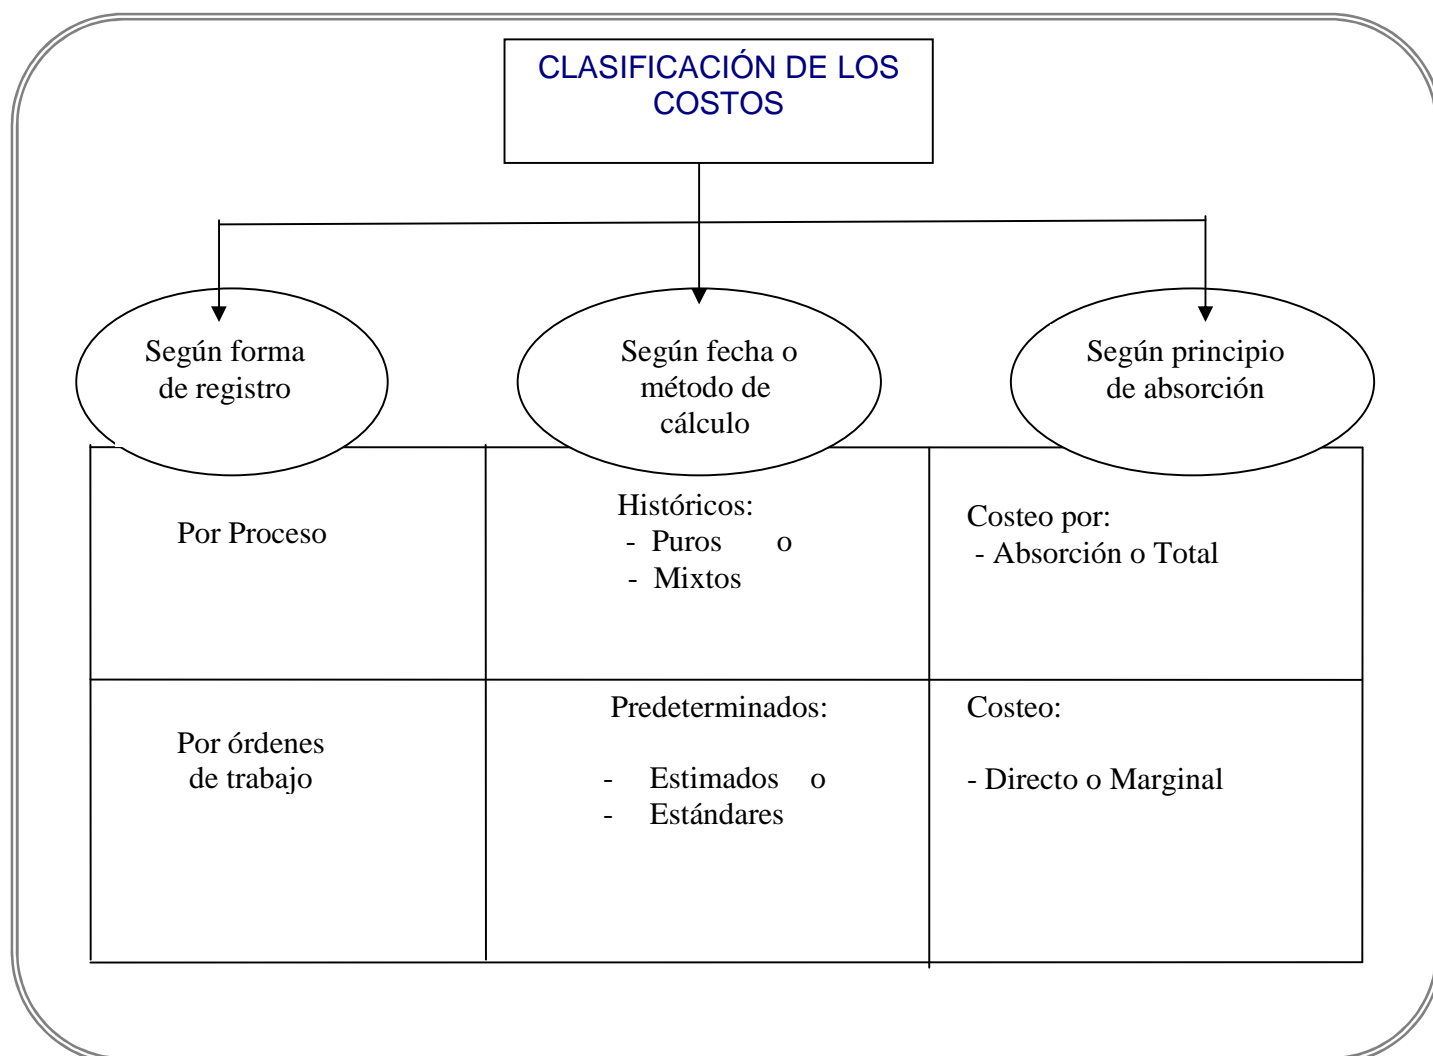 CLASIFICACIÓN DE LOS
COSTOS
Según forma
de registro
Según fecha o
método de
cálculo
Según principio
de absorción
Por Proceso
Históricos:
- Puros o
- Mixtos
Costeo por:
- Absorción o Total
Por órdenes
de trabajo
Predeterminados:
- Estimados o
- Estándares
Costeo:
- Directo o Marginal